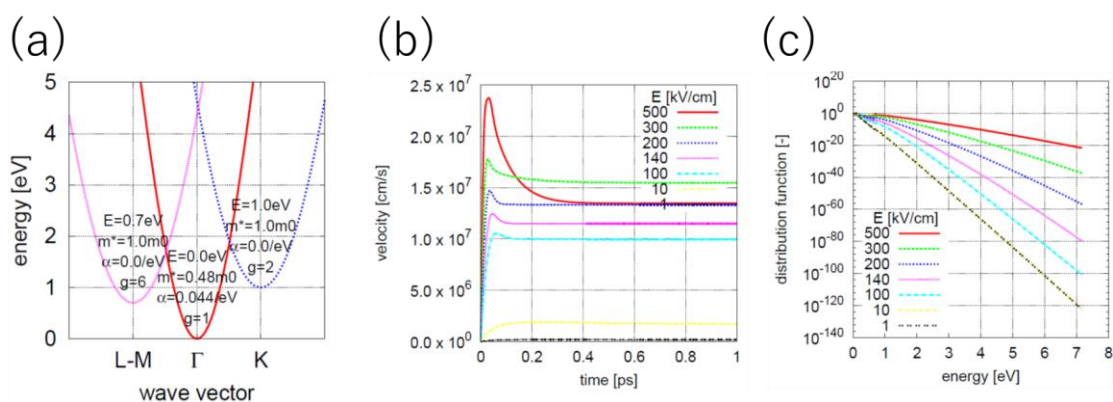 (a)
5
4
3
2
1
0
energy [eV]
E=0.7eV
m*=1.0m0
α=0.0/eV
g=6
E=0.0eV
m*=0.48m0
α=0.044/eV
g=1
E=1.0eV
m*=1.0m0
α=0.0/eV
g=2
L-M Γ K
wave vector
(b)
2.5 x 10^7
2.0 x 10^7
1.5 x 10^7
1.0 x 10^7
5.0 x 10^6
0.0 x 10^0
velocity [cm/s]
E [kV/cm]
500
300
200
140
100
10
1
0 0.2 0.4 0.6 0.8 1
time [ps]
(c)
10^20
10^0
10^-20
10^-40
10^-60
10^-80
10^-100
10^-120
10^-140
distribution function [-]
E [kV/cm]
500
300
200
140
100
10
1
0 1 2 3 4 5 6 7 8
energy [eV]